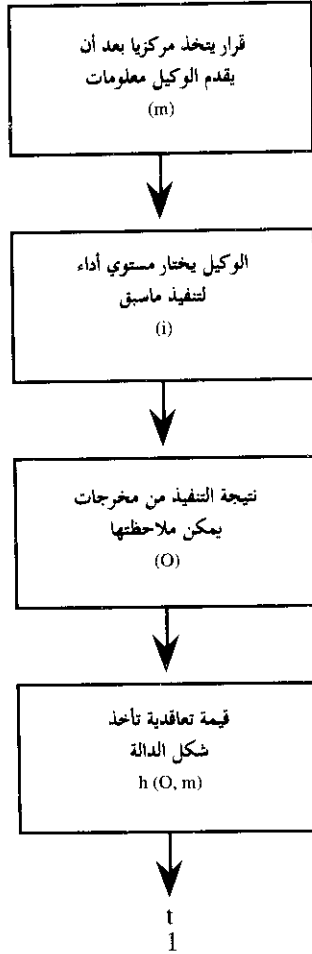 قرار يتخذ مركزيا بعد أن
يقدم الوكيل معلومات
(m)
الوكيل يختار مستوي أداء
لتنفيذ ماسبق
(i)
نتيجة التنفيذ من مخرجات
يمكن ملاحظتها
(O)
قيمة تعاقدية تأخذ
شكل الدالة
h (O, m)
t
1